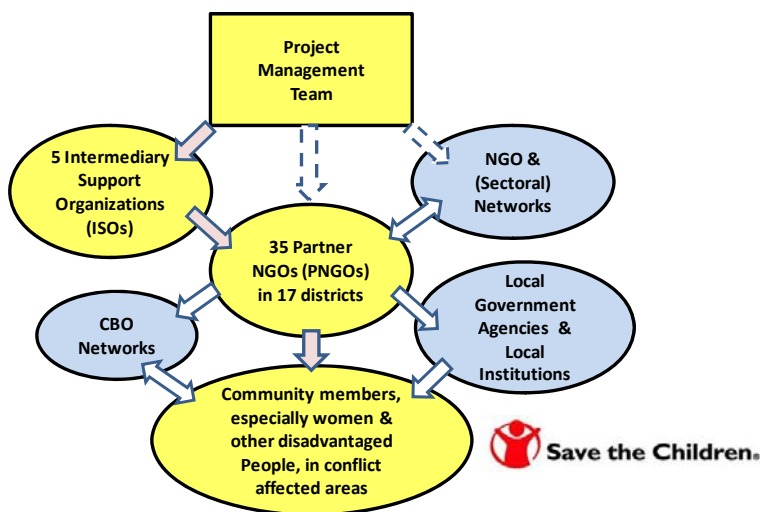 Project
Management
Team
5 Intermediary
Support
Organizations
(ISOs)
NGO &
(Sectoral)
Networks
35 Partner
NGOs (PNGOs)
in 17 districts
CBO
Networks
Local
Government
Agencies &
Local
Institutions
Community members,
especially women &
other disadvantaged
People, in conflict
affected areas
Save the Children®